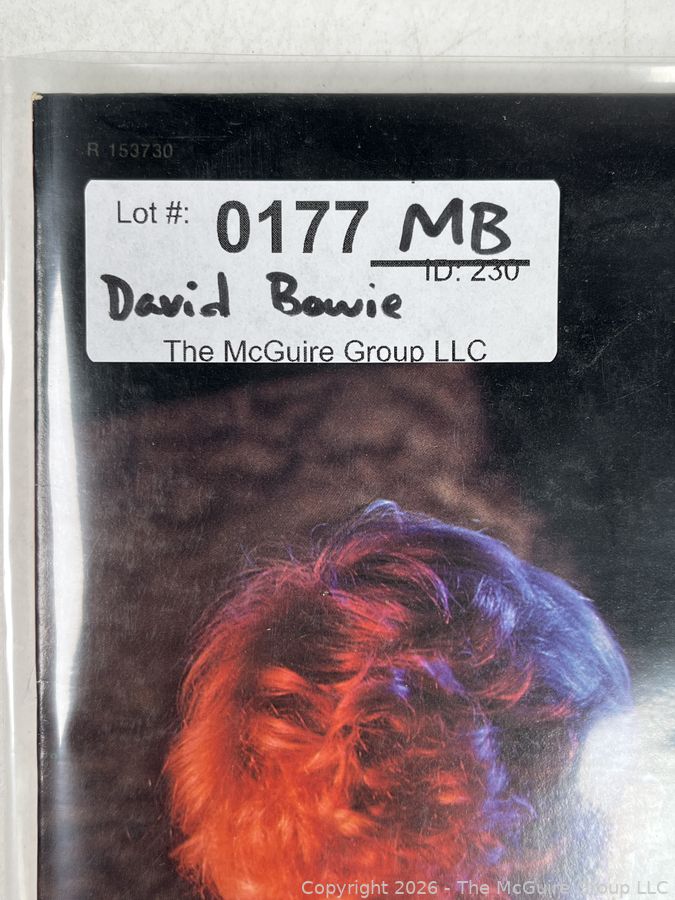 R 153730
Lot #: 0177 MB
ID: 230
David Bowie
The McGuire Group LLC
Copyright 2026 - The McGuire Group LLC